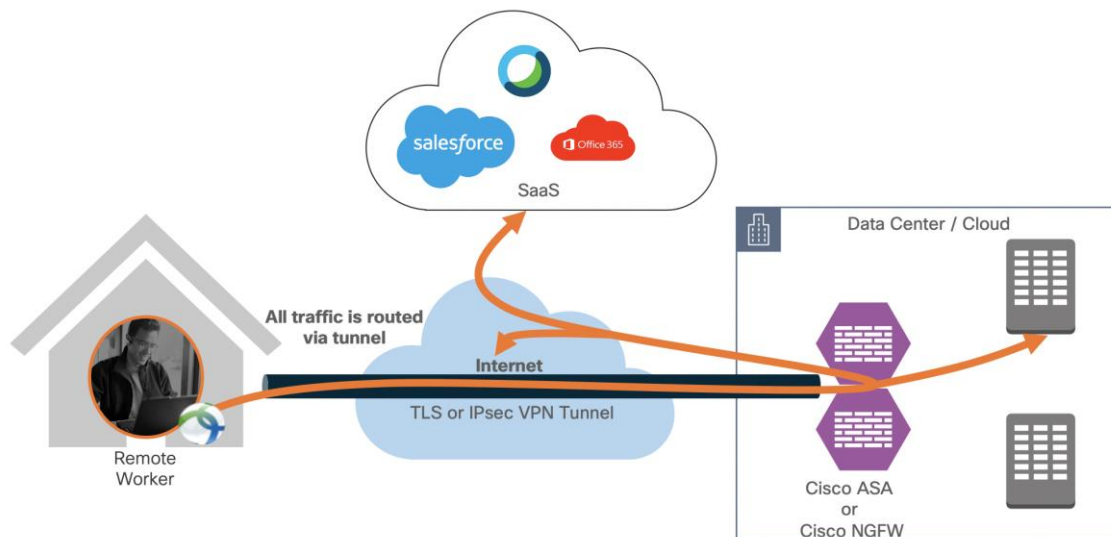 salesforce
Office 365
SaaS
Data Center / Cloud
All traffic is routed
via tunnel
Internet
TLS or IPsec VPN Tunnel
Remote
Worker
Cisco ASA
or
Cisco NGFW